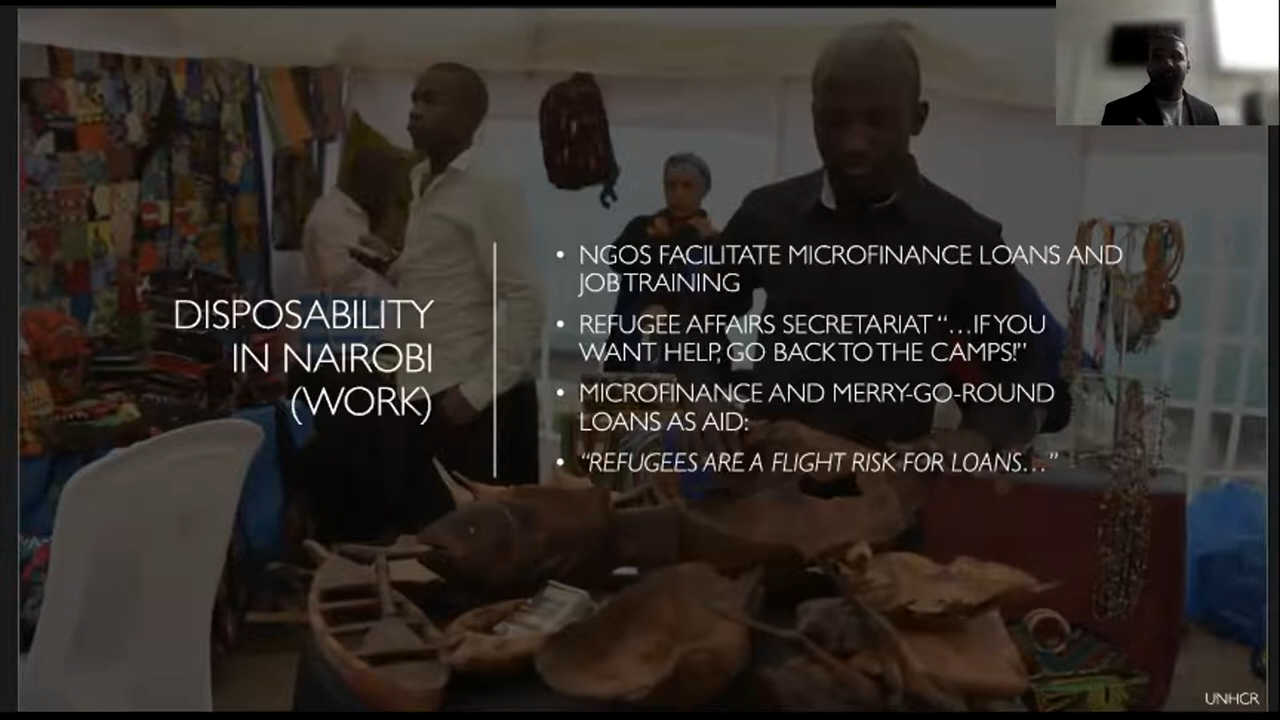 DISPOSABILITY
IN NAIROBI
(WORK)
• NGOS FACILITATE MICROFINANCE LOANS AND
JOB TRAINING
• REFUGEE AFFAIRS SECRETARIAT “…IF YOU
WANT HELP, GO BACK TO THE CAMPS!”
• MICROFINANCE AND MERRY-GO-ROUND
LOANS AS AID:
• “REFUGEES ARE A FLIGHT RISK FOR LOANS…”
UNHCR